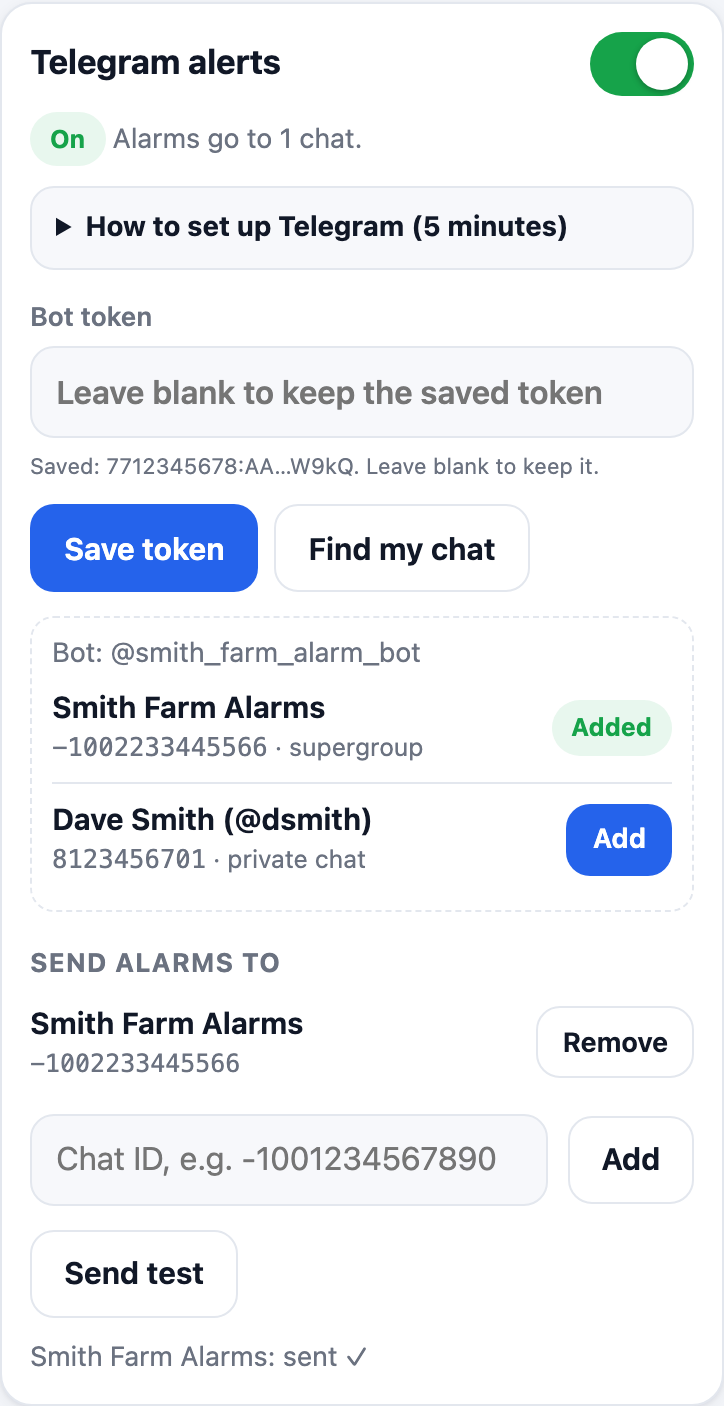 Telegram alerts
On Alarms go to 1 chat.
▶ How to set up Telegram (5 minutes)
Bot token
Leave blank to keep the saved token
Saved: 7712345678:AA…W9kQ. Leave blank to keep it.
Save token Find my chat
Bot: @smith_farm_alarm_bot
Smith Farm Alarms
−1002233445566 · supergroup
Added
Dave Smith (@dsmith)
8123456701 · private chat
Add
SEND ALARMS TO
Smith Farm Alarms
−1002233445566
Remove
Chat ID, e.g. -1001234567890 Add
Send test
Smith Farm Alarms: sent ✓